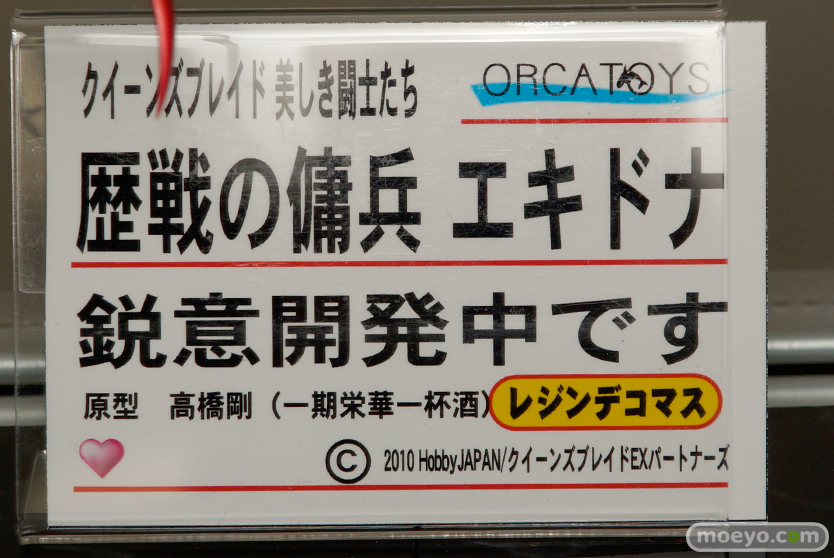 クイーンズブレイド 美しき闘士たち
ORCATOYS
歴戦の傭兵 エキドナ
鋭意開発中です
原型 高橋剛（一期栄華一杯酒）
レジンデコマス
© 2010 HobbyJAPAN/クイーンズブレイドEXパートナーズ
moeyo.com